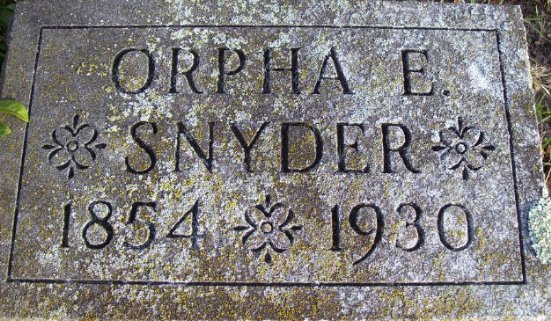 ORPHA E.
SNYDER
1854 1930